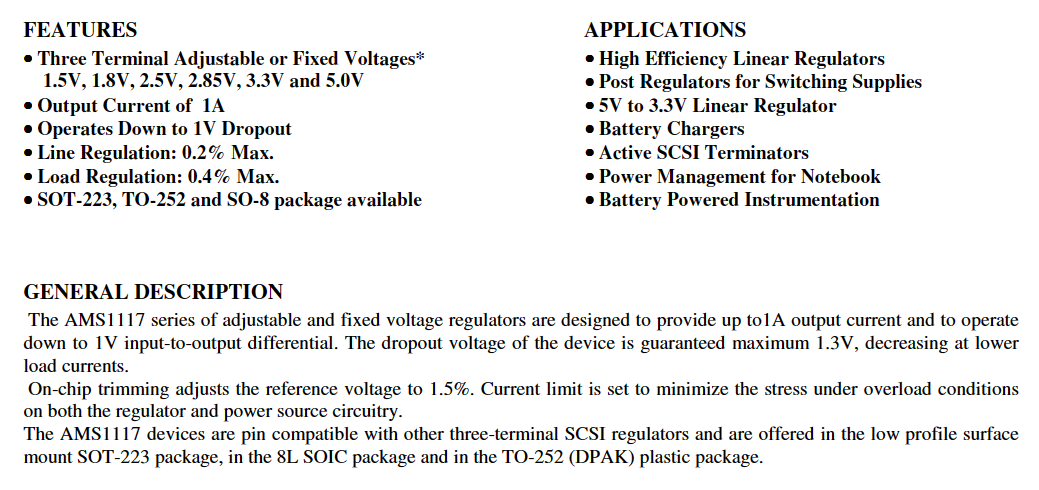 FEATURES
• Three Terminal Adjustable or Fixed Voltages*
1.5V, 1.8V, 2.5V, 2.85V, 3.3V and 5.0V
• Output Current of 1A
• Operates Down to 1V Dropout
• Line Regulation: 0.2% Max.
• Load Regulation: 0.4% Max.
• SOT-223, TO-252 and SO-8 package available
APPLICATIONS
• High Efficiency Linear Regulators
• Post Regulators for Switching Supplies
• 5V to 3.3V Linear Regulator
• Battery Chargers
• Active SCSI Terminators
• Power Management for Notebook
• Battery Powered Instrumentation
GENERAL DESCRIPTION
The AMS1117 series of adjustable and fixed voltage regulators are designed to provide up to1A output current and to operate
down to 1V input-to-output differential. The dropout voltage of the device is guaranteed maximum 1.3V, decreasing at lower
load currents.
On-chip trimming adjusts the reference voltage to 1.5%. Current limit is set to minimize the stress under overload conditions
on both the regulator and power source circuitry.
The AMS1117 devices are pin compatible with other three-terminal SCSI regulators and are offered in the low profile surface
mount SOT-223 package, in the 8L SOIC package and in the TO-252 (DPAK) plastic package.